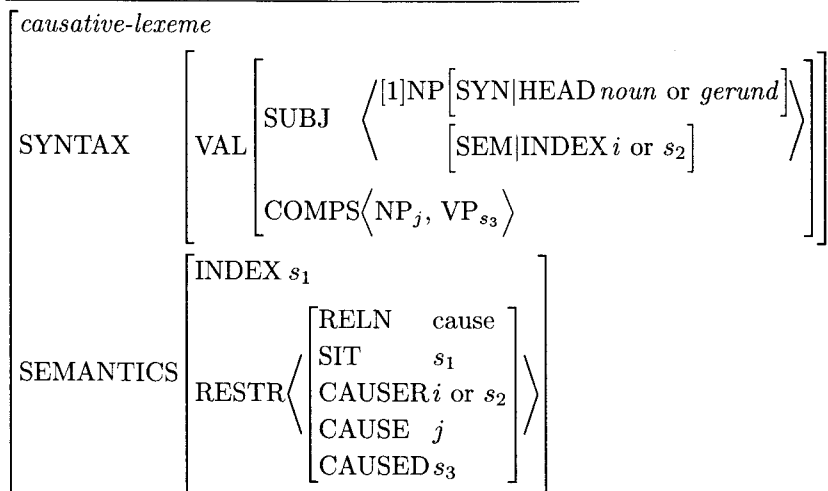 causative-lexeme
SYNTAX [VAL [SUBJ ⟨[1]NP[SYN|HEAD noun or gerund]
[SEM|INDEX i or s₂]⟩
COMPS⟨NPⱼ, VPₛ₃⟩]]
SEMANTICS [INDEX s₁
RESTR⟨[RELN cause
SIT s₁
CAUSER i or s₂
CAUSE j
CAUSED s₃]⟩]